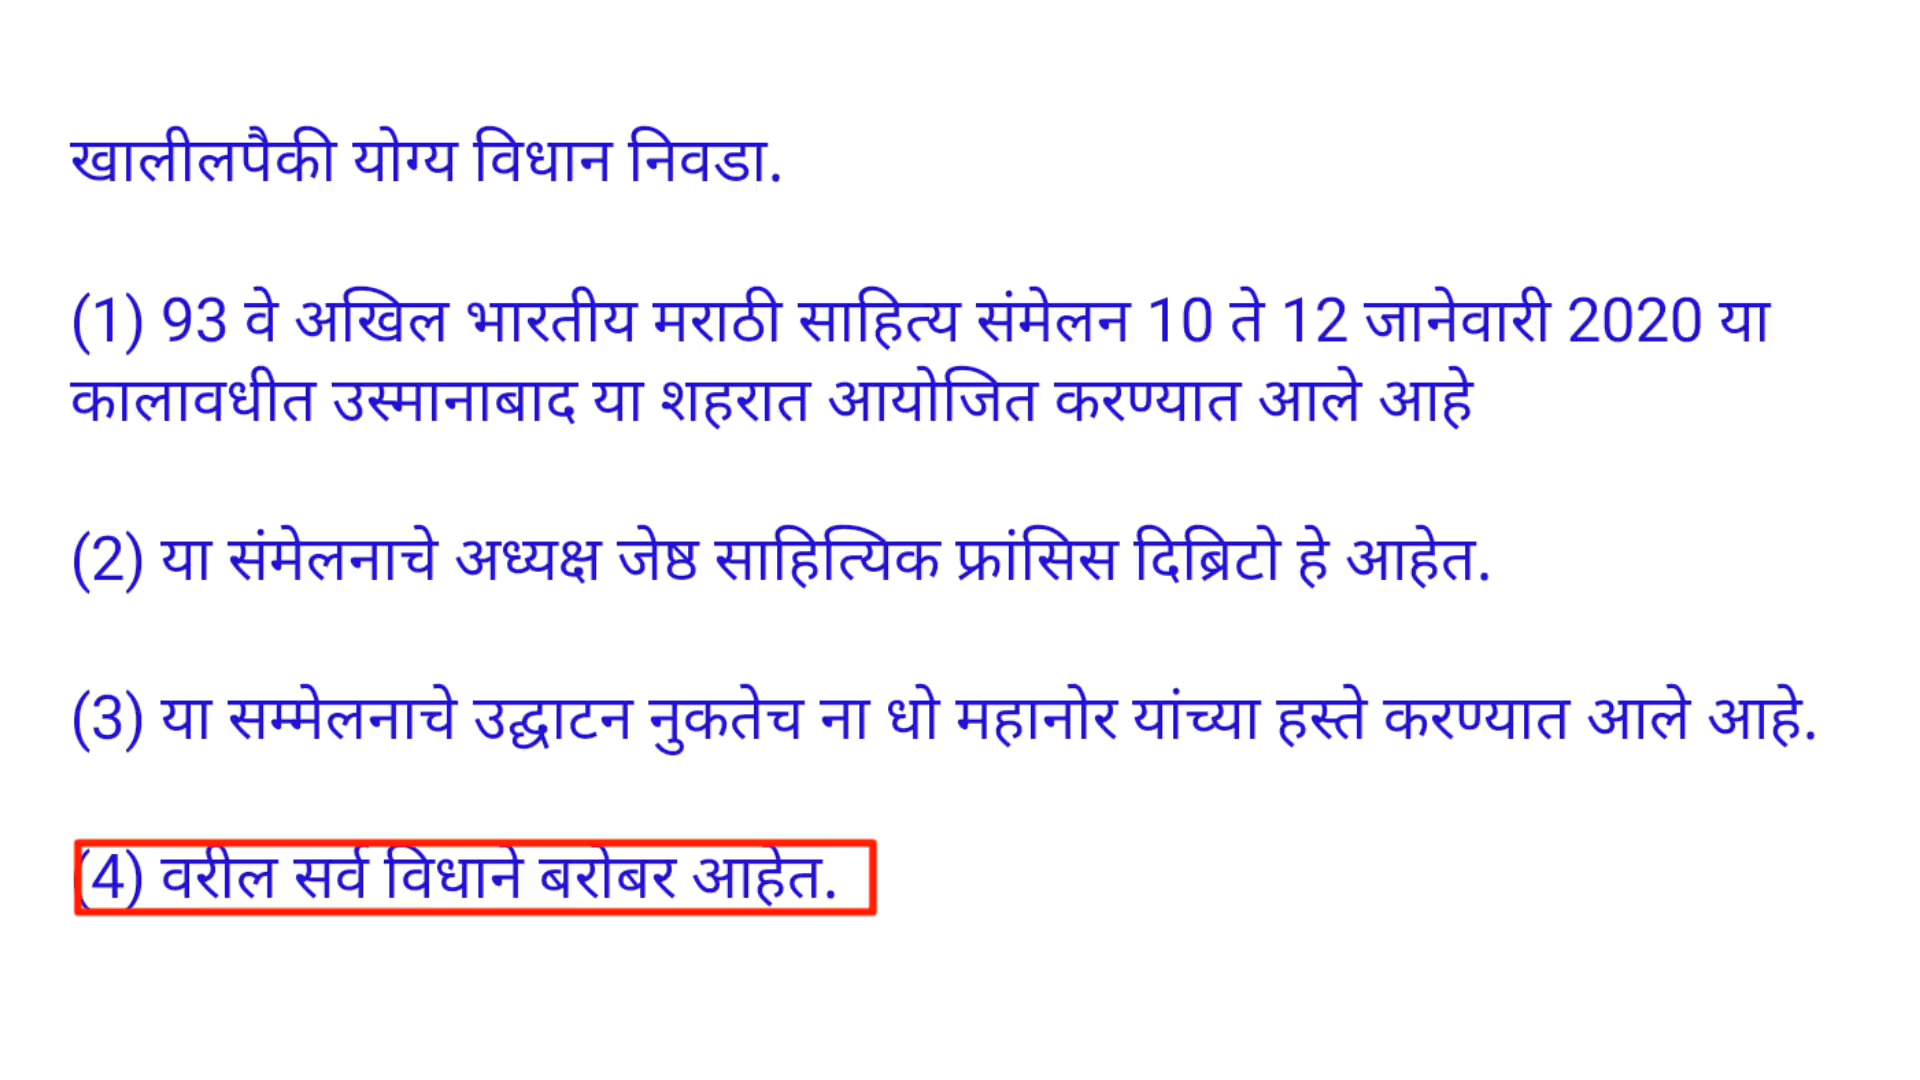 खालीलपैकी योग्य विधान निवडा.
(1) 93 वे अखिल भारतीय मराठी साहित्य संमेलन 10 ते 12 जानेवारी 2020 या
कालावधीत उस्मानाबाद या शहरात आयोजित करण्यात आले आहे
(2) या संमेलनाचे अध्यक्ष जेष्ठ साहित्यिक फ्रांसिस दिब्रिटो हे आहेत.
(3) या सम्मेलनाचे उद्घाटन नुकतेच ना धो महानोर यांच्या हस्ते करण्यात आले आहे.
(4) वरील सर्व विधाने बरोबर आहेत.